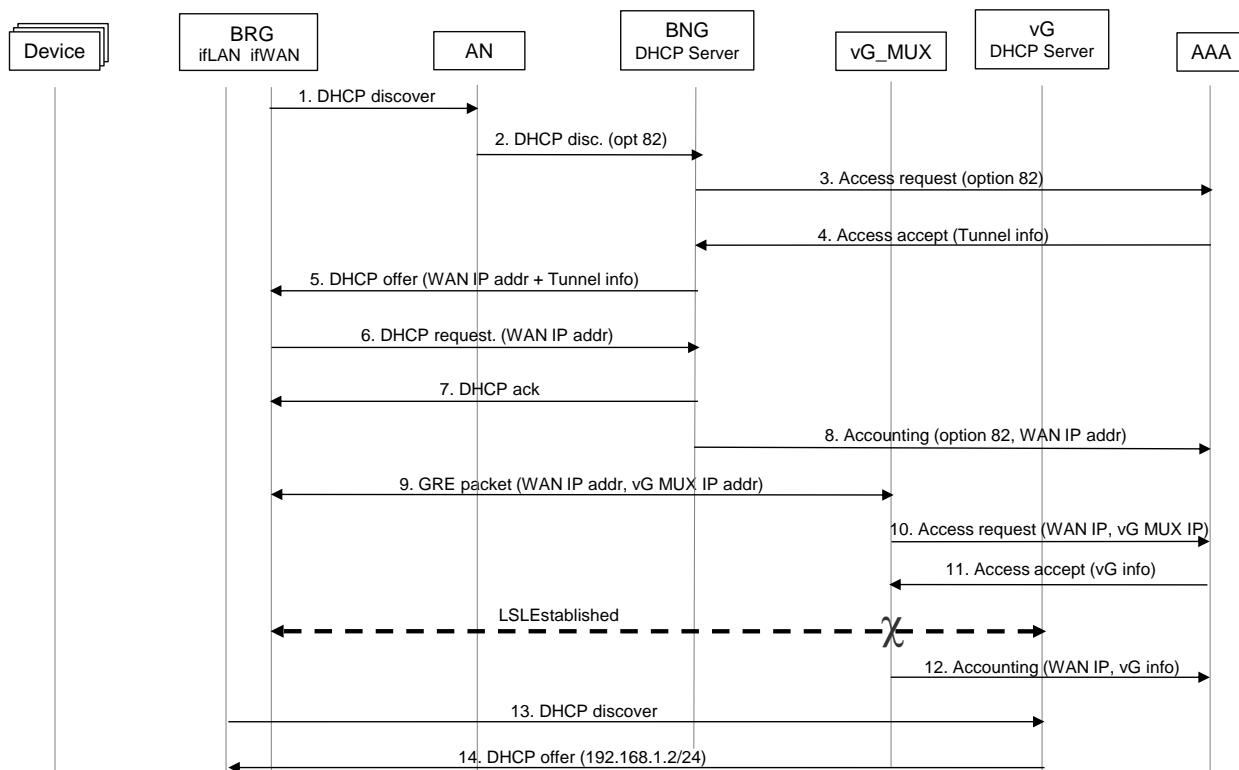 Device
BRG
ifLAN ifWAN
AN
BNG
DHCP Server
vG_MUX
vG
DHCP Server
AAA
1. DHCP discover
2. DHCP disc. (opt 82)
3. Access request (option 82)
4. Access accept (Tunnel info)
5. DHCP offer (WAN IP addr + Tunnel info)
6. DHCP request. (WAN IP addr)
7. DHCP ack
8. Accounting (option 82, WAN IP addr)
9. GRE packet (WAN IP addr, vG MUX IP addr)
10. Access request (WAN IP, vG MUX IP)
11. Access accept (vG info)
LSLEstablished
χ
12. Accounting (WAN IP, vG info)
13. DHCP discover
14. DHCP offer (192.168.1.2/24)